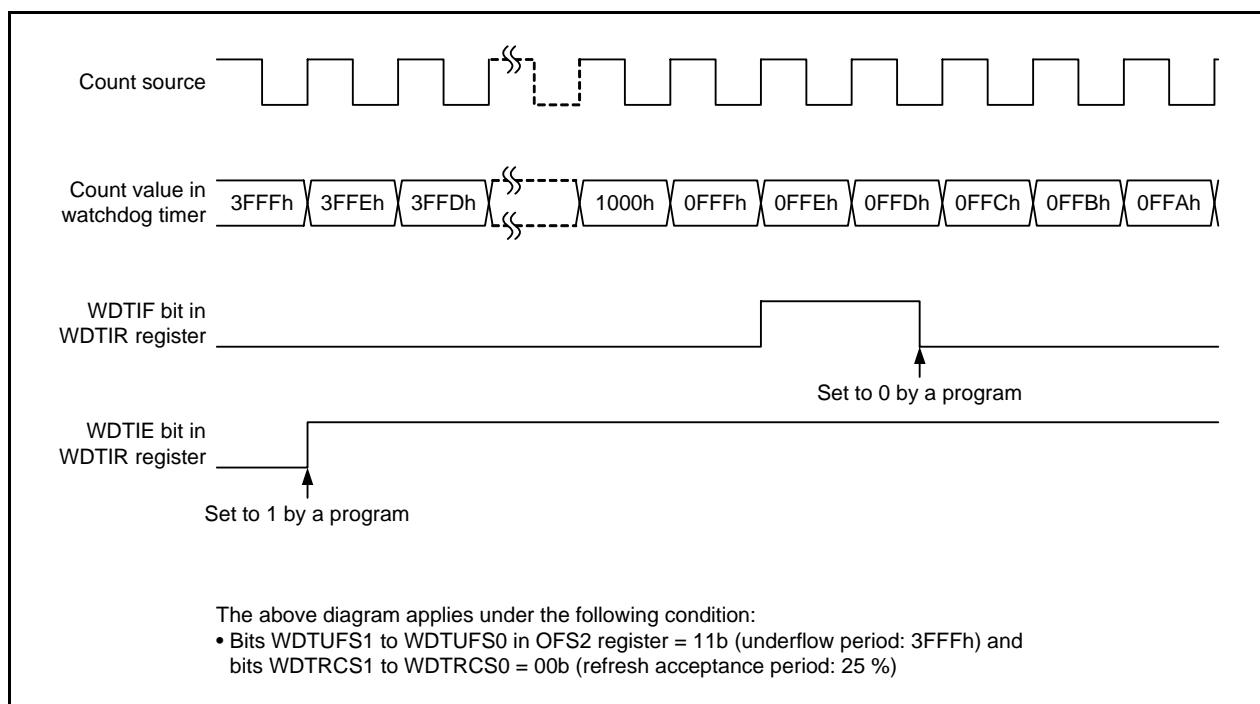 Count source
Count value in
watchdog timer
3FFFh 3FFEh 3FFDh 1000h 0FFFh 0FFEh 0FFDh 0FFCh 0FFBh 0FFAh
WDTIF bit in
WDTIR register
Set to 0 by a program
WDTIE bit in
WDTIR register
Set to 1 by a program
The above diagram applies under the following condition:
• Bits WDTUFS1 to WDTUFS0 in OFS2 register = 11b (underflow period: 3FFFh) and
bits WDTRCS1 to WDTRCS0 = 00b (refresh acceptance period: 25 %)